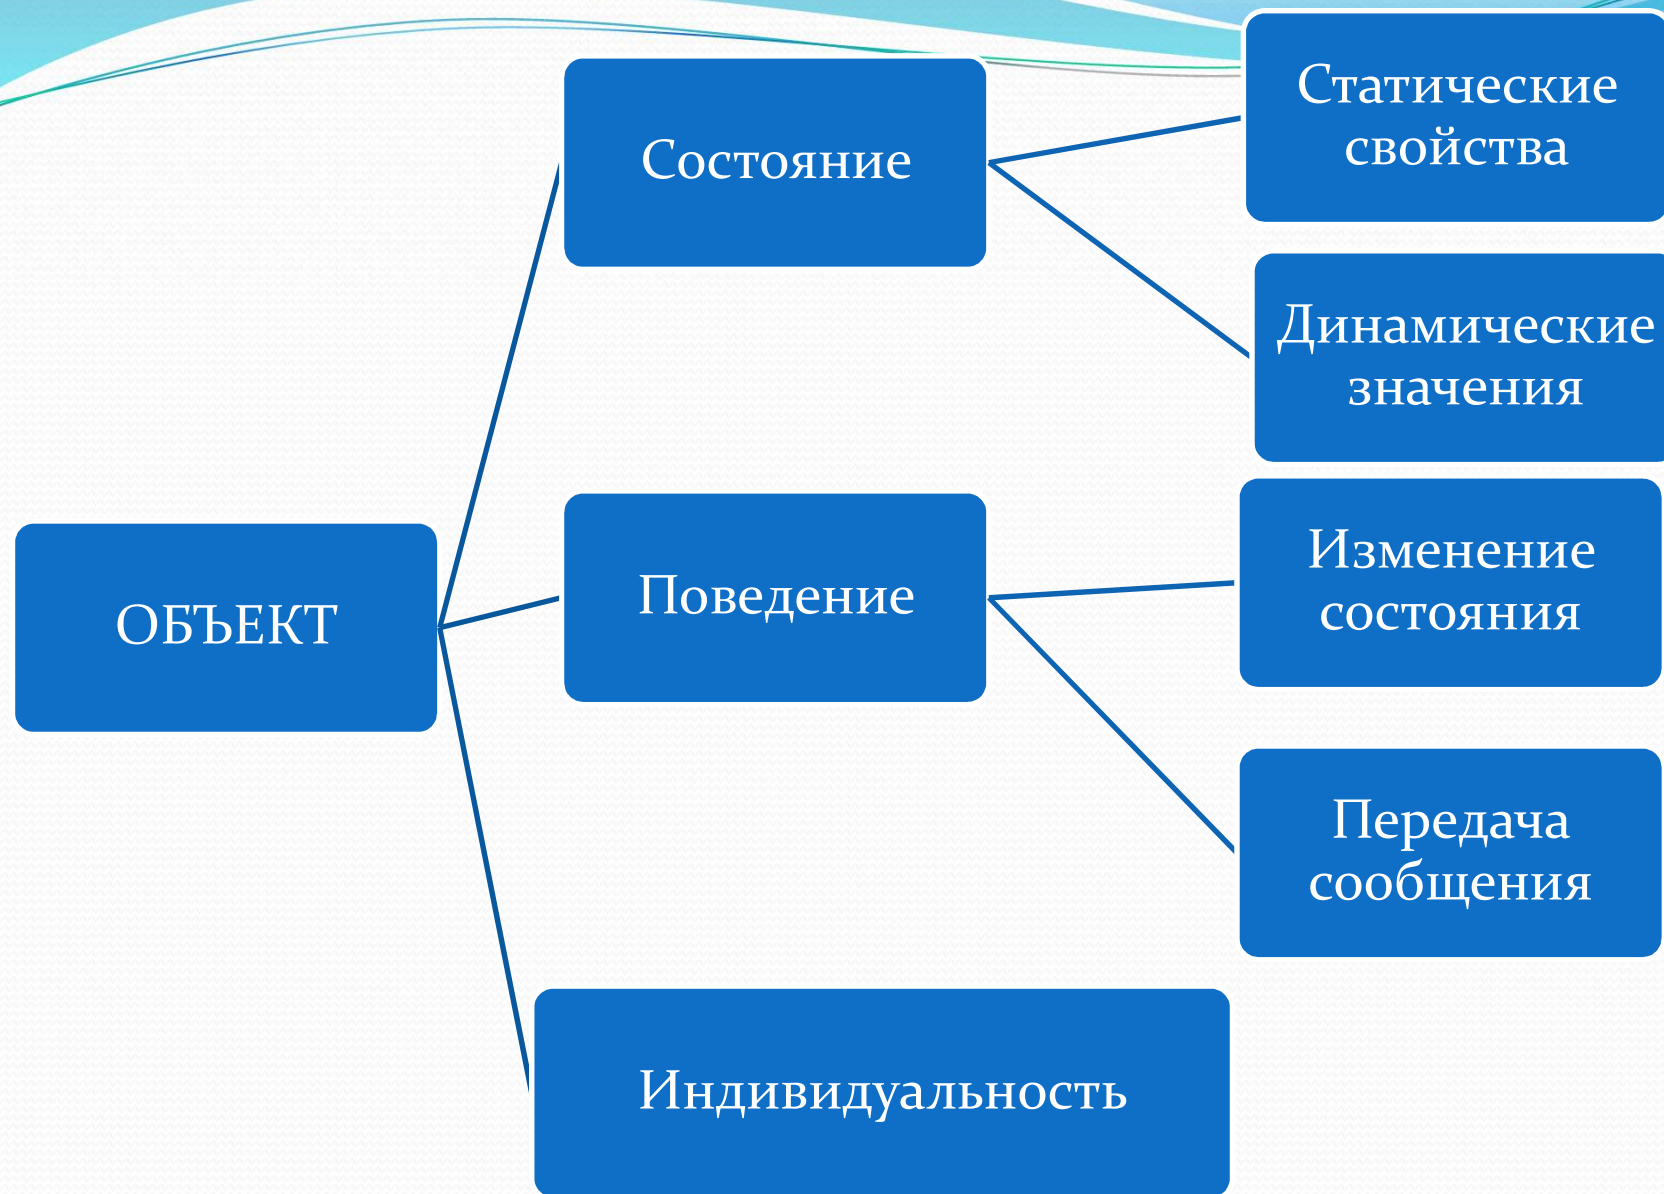 ОБЪЕКТ
Состояние
Статические
свойства
Динамические
значения
Поведение
Изменение
состояния
Передача
сообщения
Индивидуальность